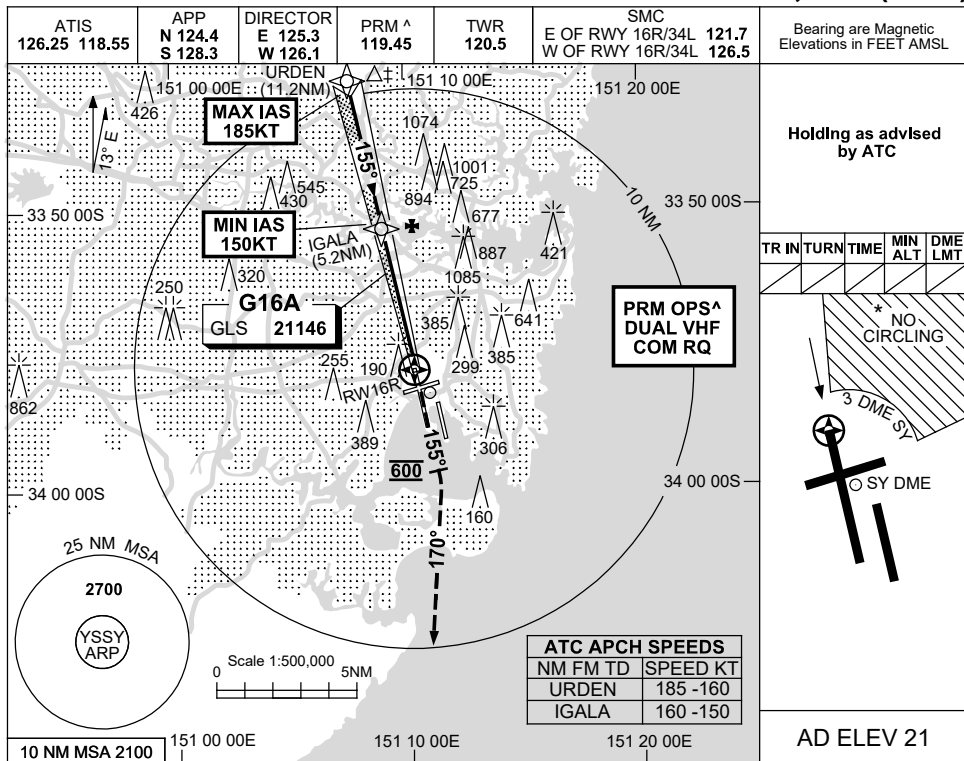 ATIS
126.25 118.55
APP
N 124.4
S 128.3
DIRECTOR
E 125.3
W 126.1
PRM ^
119.45
TWR
120.5
SMC
E OF RWY 16R/34L 121.7
W OF RWY 16R/34L 126.5
Bearing are Magnetic
Elevations in FEET AMSL
151 00 00E
URDEN
(11.2NM)
‡
151 10 00E
151 20 00E
426
13° E
MAX IAS
185KT
155°
1074
1001
725
894
677
545
430
10 NM
33 50 00S
33 50 00S
MIN IAS
150KT
IGALA
(5.2NM)
887
421
1085
320
250
G16A
GLS 21146
385
641
385
299
PRM OPS^
DUAL VHF
COM RQ
255
190
RW16R
862
389
306
155°
600
160
34 00 00S
34 00 00S
170°
25 NM MSA
2700
YSSY
ARP
Scale 1:500,000
0
5NM
ATC APCH SPEEDS
NM FM TD SPEED KT
URDEN 185 -160
IGALA 160 -150
10 NM MSA 2100
151 00 00E
151 10 00E
151 20 00E
Holding as advised
by ATC
TR IN TURN TIME MIN ALT DME LMT
* NO
CIRCLING
3 DME SY
SY DME
AD ELEV 21